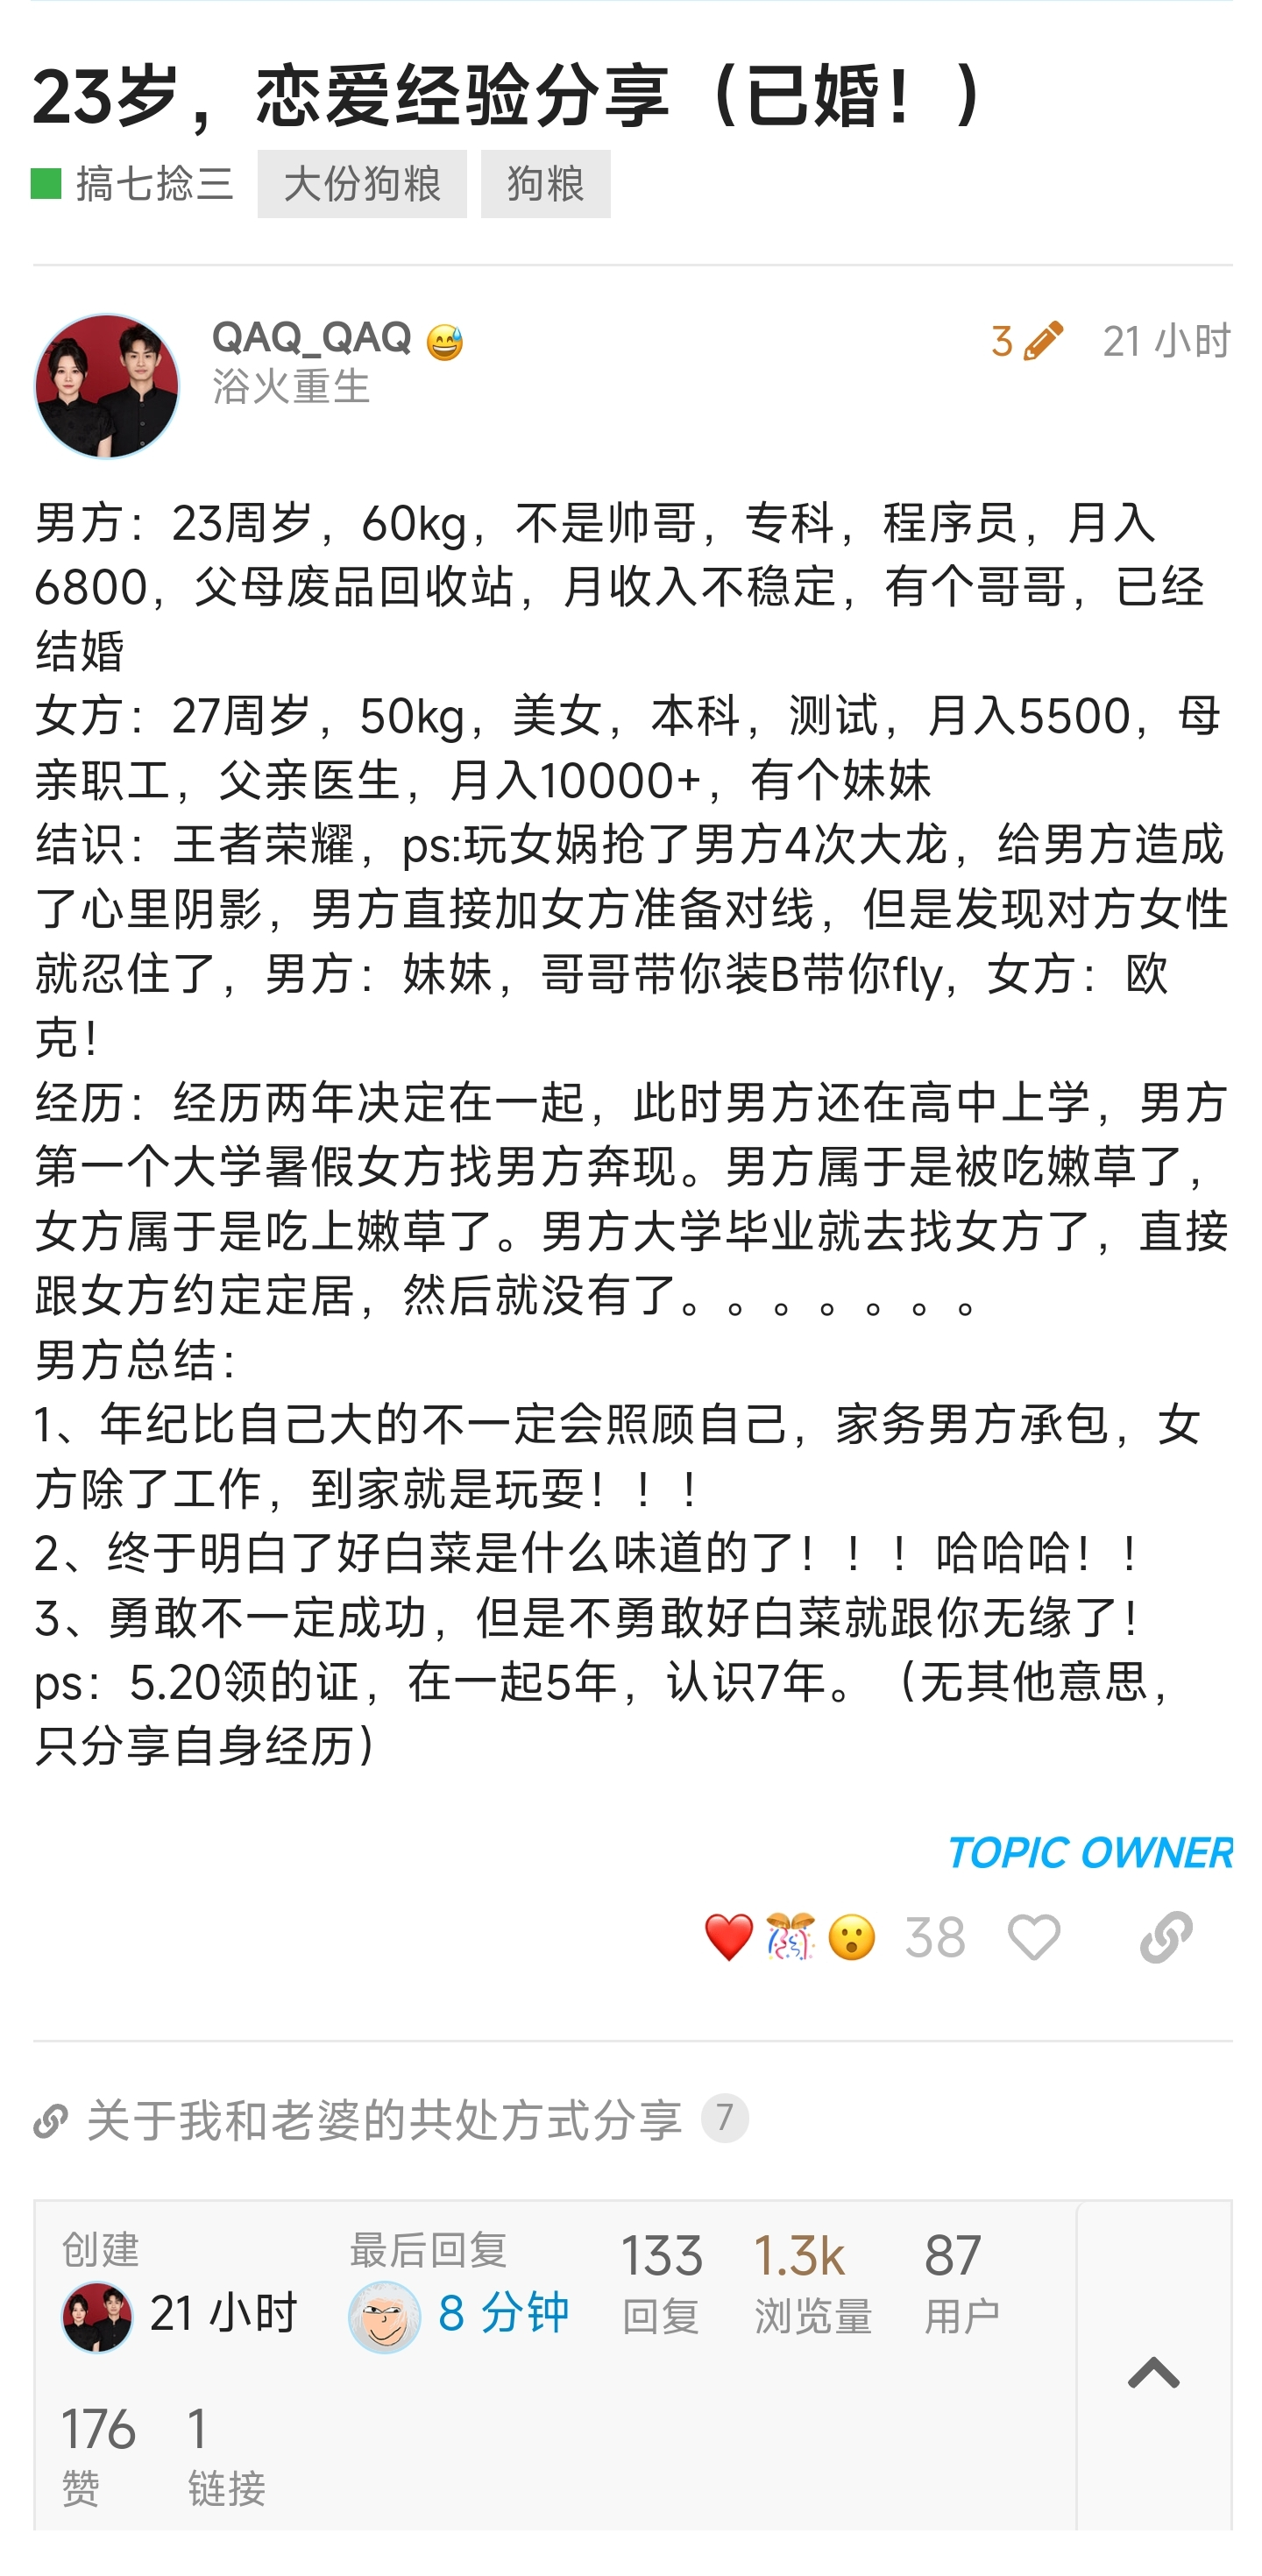 23岁，恋爱经验分享（已婚！）
搞七捻三 大份狗粮 狗粮
QAQ_QAQ 😅 3 21 小时
浴火重生
男方：23周岁，60kg，不是帅哥，专科，程序员，月入
6800，父母废品回收站，月收入不稳定，有个哥哥，已经
结婚
女方：27周岁，50kg，美女，本科，测试，月入5500，母
亲职工，父亲医生，月入10000+，有个妹妹
结识：王者荣耀，ps:玩女娲抢了男方4次大龙，给男方造成
了心里阴影，男方直接加女方准备对线，但是发现对方女性
就忍住了，男方：妹妹，哥哥带你装B带你fly，女方：欧
克！
经历：经历两年决定在一起，此时男方还在高中上学，男方
第一个大学暑假女方找男方奔现。男方属于是被吃嫩草了，
女方属于是吃上嫩草了。男方大学毕业就去找女方了，直接
跟女方约定定居，然后就没有了。。。。。。。
男方总结：
1、年纪比自己大的不一定会照顾自己，家务男方承包，女
方除了工作，到家就是玩耍！！！
2、终于明白了好白菜是什么味道的了！！！哈哈哈！！
3、勇敢不一定成功，但是不勇敢好白菜就跟你无缘了！
ps：5.20领的证，在一起5年，认识7年。（无其他意思，
只分享自身经历）
TOPIC OWNER
❤️🎊😮 38
关于我和老婆的共处方式分享 7
创建 最后回复 133 1.3k 87
21 小时 8 分钟 回复 浏览量 用户
176 1
赞 链接